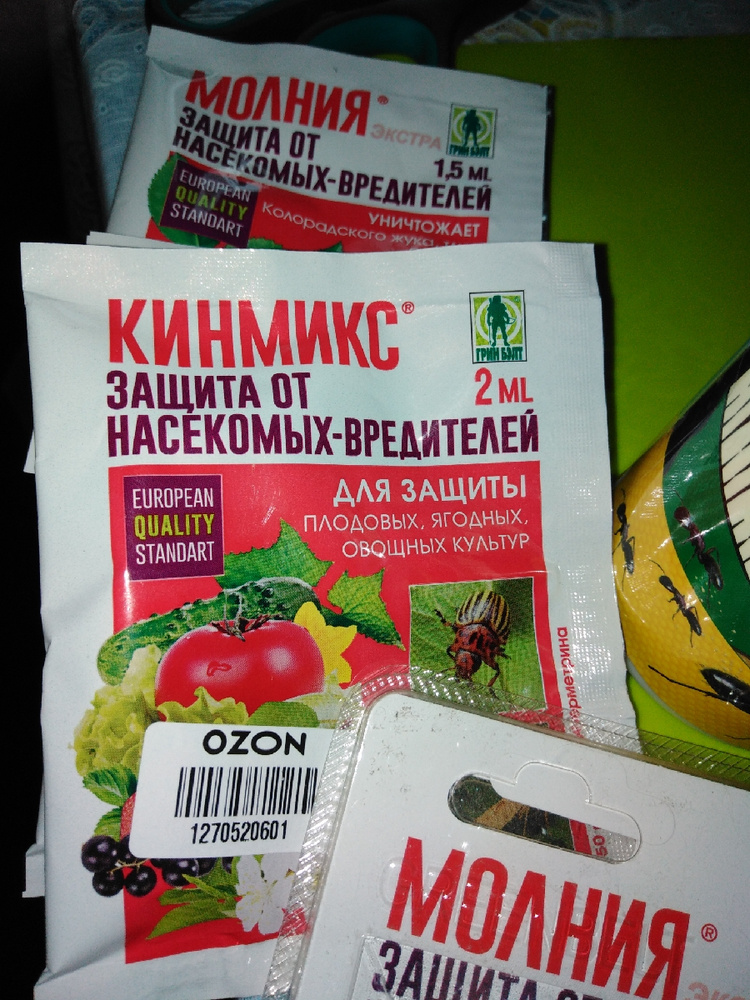 МОЛНИЯ®
ЭКСТРА
ГРИН БЭЛТ
ЗАЩИТА ОТ
1,5 ML
НАСЕКОМЫХ-ВРЕДИТЕЛЕЙ
EUROPEAN
QUALITY
STANDART
УНИЧТОЖАЕТ
Колорадского жука,
КИНМИКС®
ГРИН БЭЛТ
ЗАЩИТА ОТ
2 ML
НАСЕКОМЫХ-ВРЕДИТЕЛЕЙ
EUROPEAN
QUALITY
STANDART
ДЛЯ ЗАЩИТЫ
ПЛОДОВЫХ, ЯГОДНЫХ,
ОВОЩНЫХ КУЛЬТУР
OZON
1270520601
МОЛНИЯ®
ЗАЩИТА